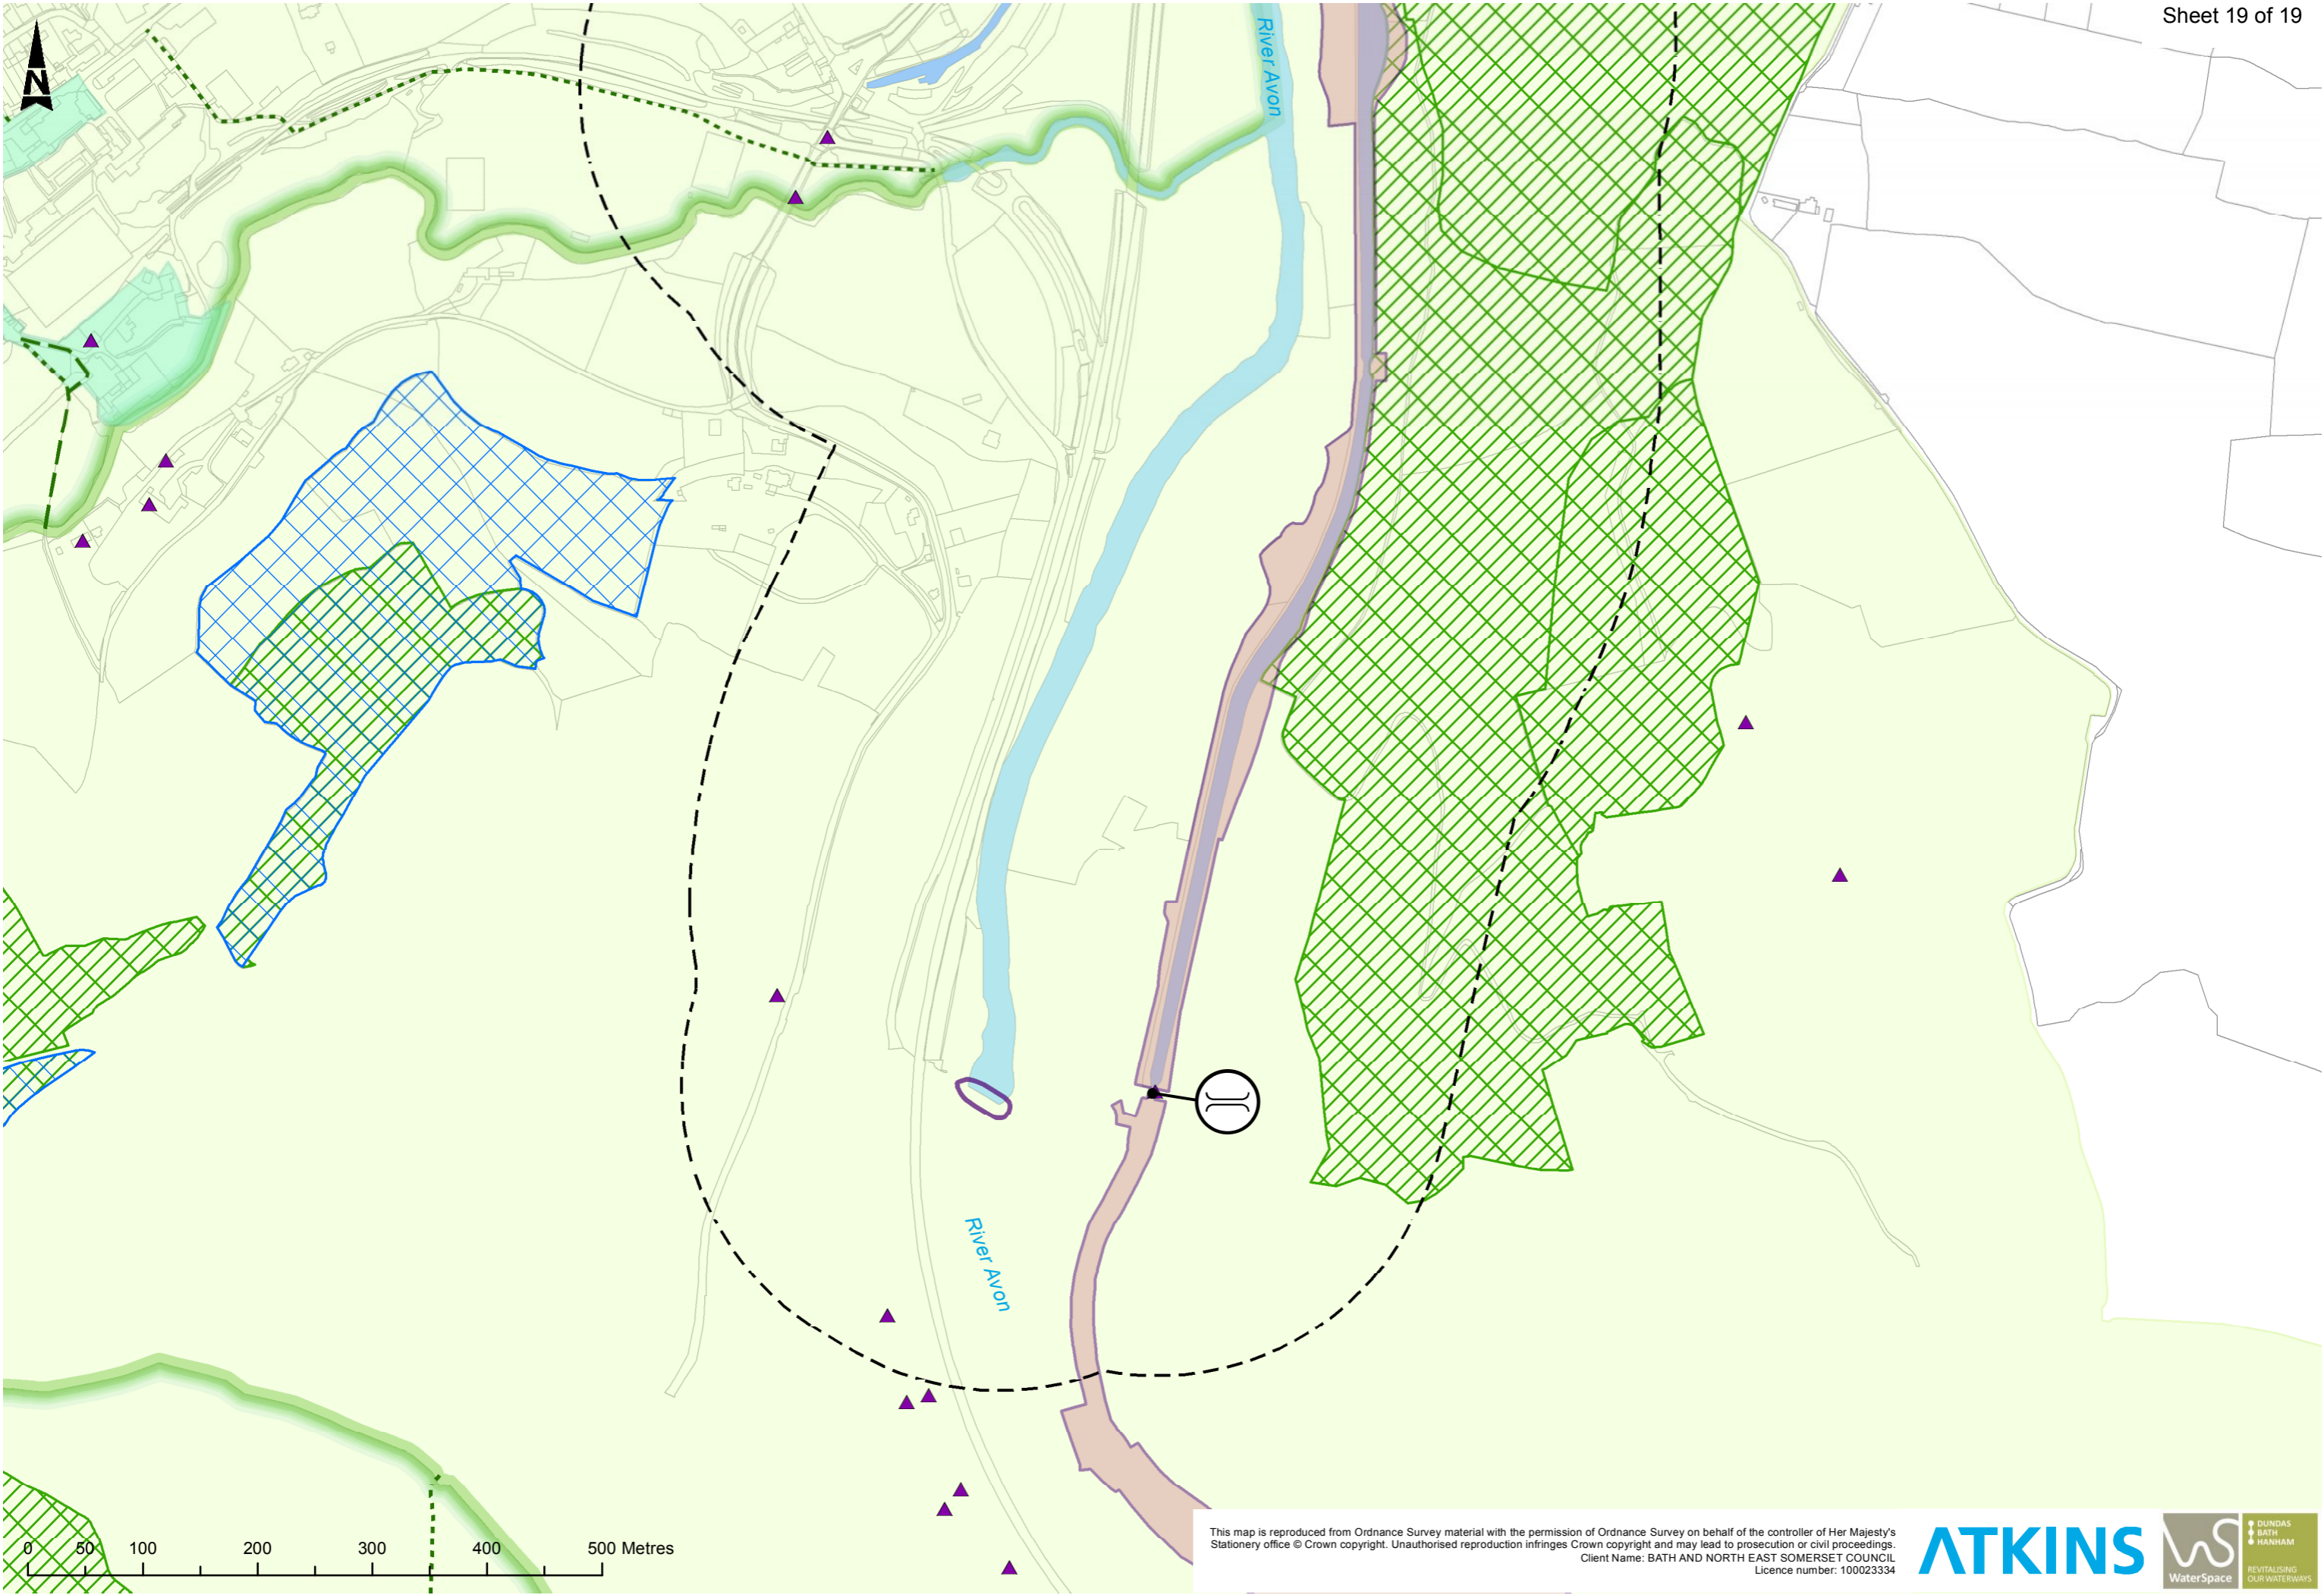 Sheet 19 of 19
N
River Avon
River Avon
0 50 100 200 300 400 500 Metres
This map is reproduced from Ordnance Survey material with the permission of Ordnance Survey on behalf of the controller of Her Majesty's
Stationery office © Crown copyright. Unauthorised reproduction infringes Crown copyright and may lead to prosecution or civil proceedings.
Client Name: BATH AND NORTH EAST SOMERSET COUNCIL
Licence number: 100023334
ATKINS
WS
WaterSpace
DUNDAS
BATH
HANHAM
REVITALISING
OUR WATERWAYS